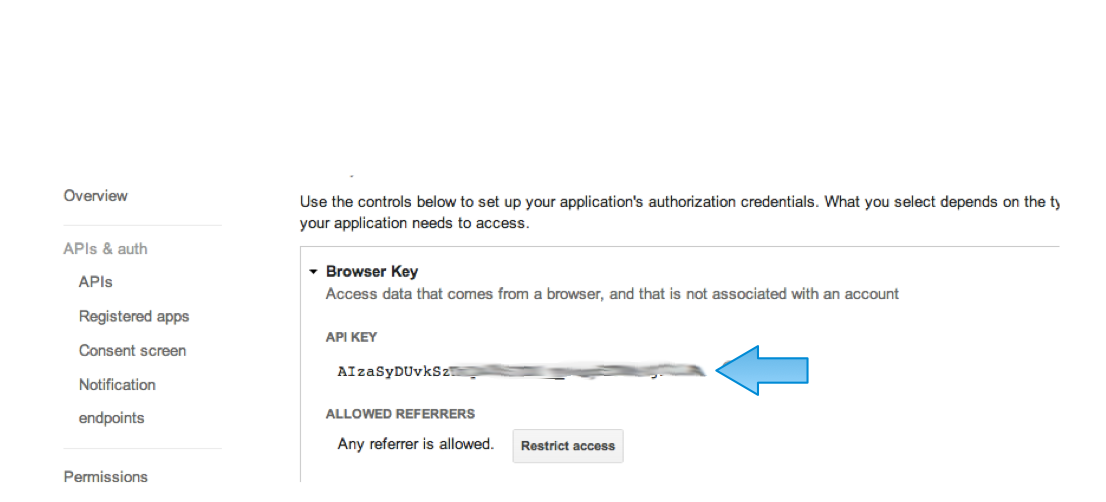 Overview
APIs & auth
APIs
Registered apps
Consent screen
Notification
endpoints
Permissions
Use the controls below to set up your application's authorization credentials. What you select depends on the
your application needs to access.
Browser Key
Access data that comes from a browser, and that is not associated with an account
API KEY
ALLOWED REFERRERS
Any referrer is allowed.
Restrict access